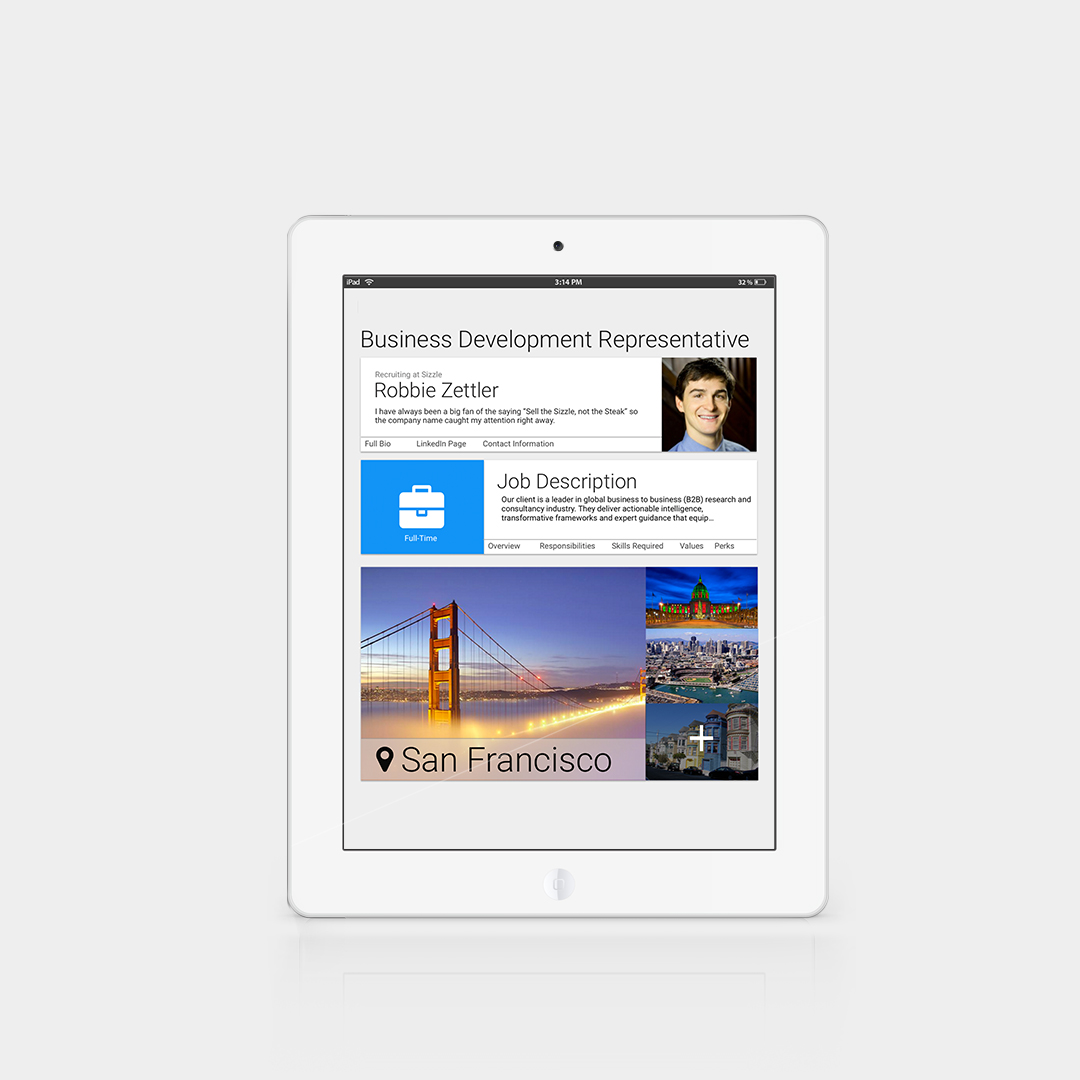 iPad 3:14 PM 32 %
Business Development Representative
Recruiting at Sizzle
Robbie Zettler
I have always been a big fan of the saying "Sell the Sizzle, not the Steak" so
the company name caught my attention right away.
Full Bio LinkedIn Page Contact Information
Full-Time
Job Description
Our client is a leader in global business to business (B2B) research and
consultancy industry. They deliver actionable intelligence,
transformative frameworks and expert guidance that equip...
Overview Responsibilities Skills Required Values Perks
San Francisco